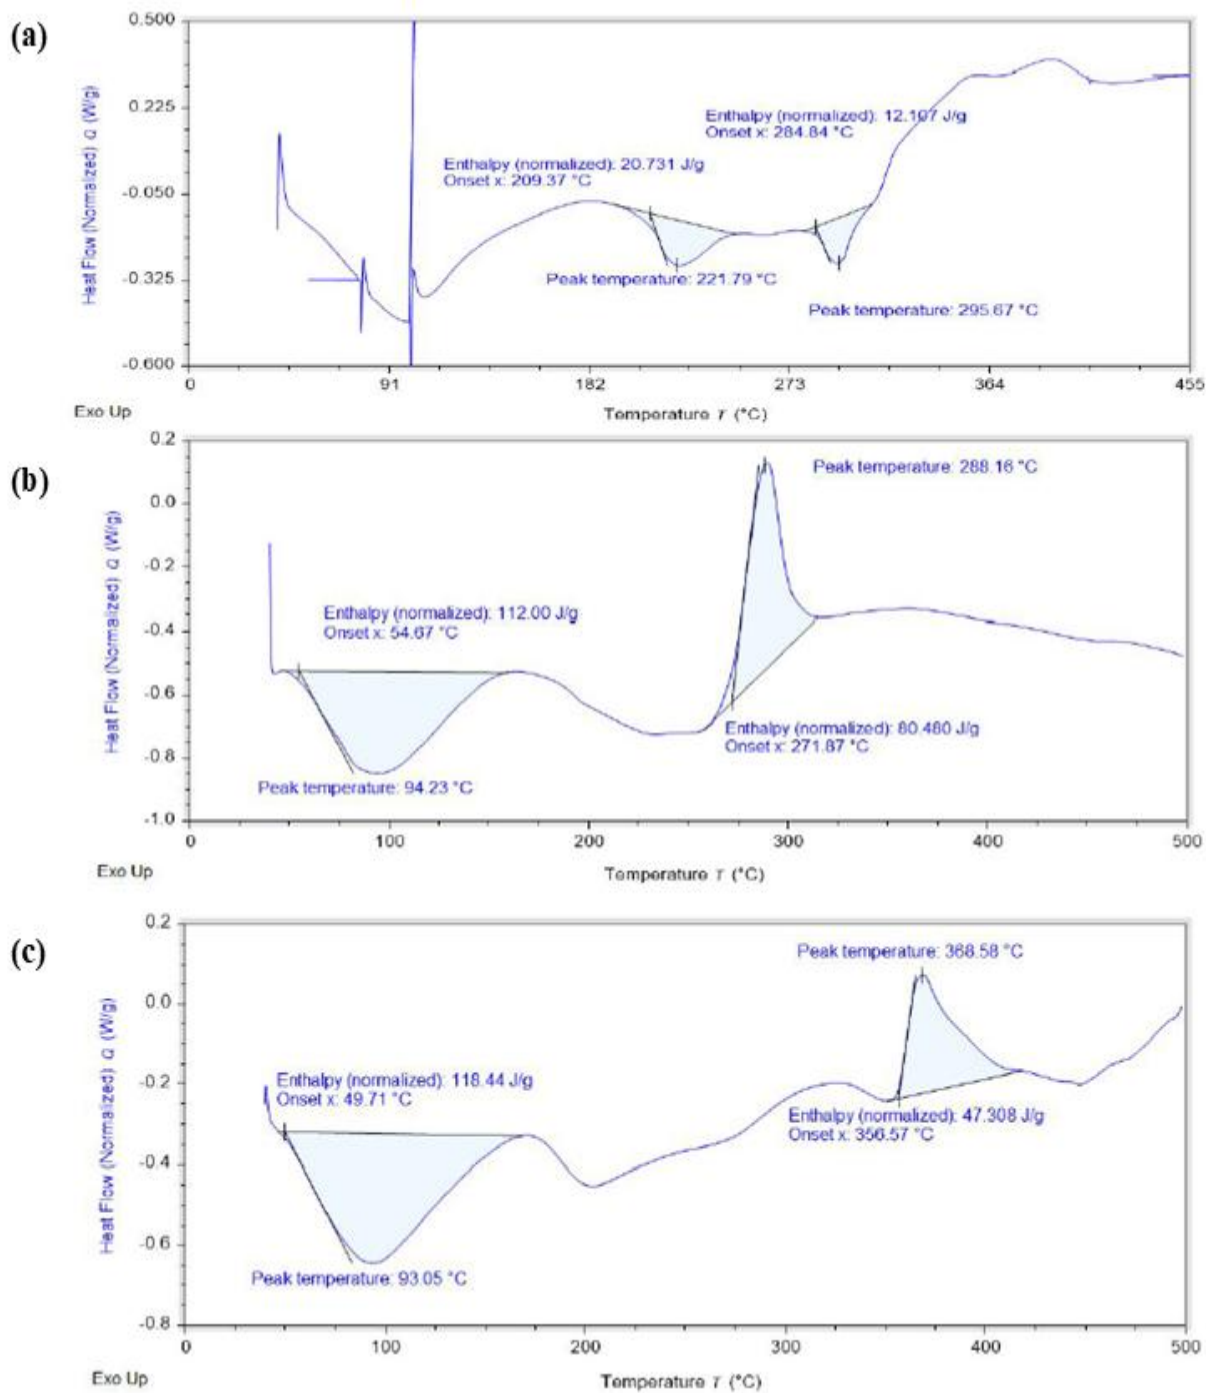 (a)
0.500
0.225
-0.050
-0.325
-0.600
Heat Flow (Normalized) Q (W/g)
Enthalpy (normalized): 12.107 J/g
Onset x: 284.84 °C
Enthalpy (normalized): 20.731 J/g
Onset x: 209.37 °C
Peak temperature: 221.79 °C
Peak temperature: 295.67 °C
0 91 182 273 364 455
Exo Up
Temperature T (°C)
(b)
0.2
0.0
-0.2
-0.4
-0.6
-0.8
-1.0
Heat Flow (Normalized) Q (W/g)
Peak temperature: 288.16 °C
Enthalpy (normalized): 112.00 J/g
Onset x: 54.67 °C
Enthalpy (normalized): 80.480 J/g
Onset x: 271.87 °C
Peak temperature: 94.23 °C
0 100 200 300 400 500
Exo Up
Temperature T (°C)
(c)
0.2
0.0
-0.2
-0.4
-0.6
-0.8
Heat Flow (Normalized) Q (W/g)
Peak temperature: 368.58 °C
Enthalpy (normalized): 118.44 J/g
Onset x: 49.71 °C
Enthalpy (normalized): 47.308 J/g
Onset x: 356.57 °C
Peak temperature: 93.05 °C
0 100 200 300 400 500
Exo Up
Temperature T (°C)